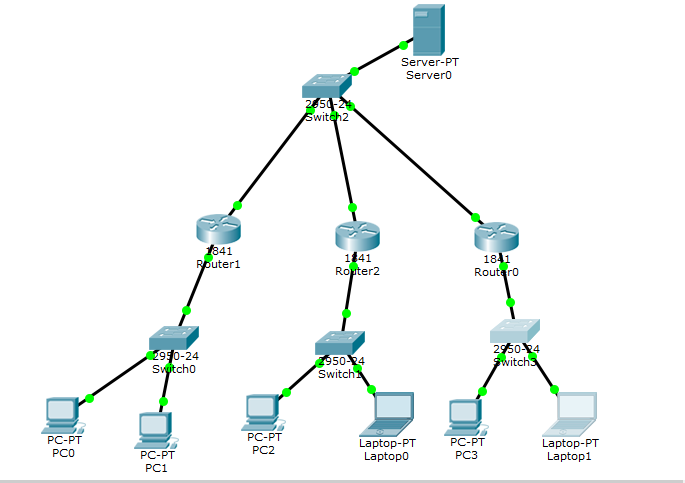 Server-PT
Server0
2950-24
Switch2
1841
Router1
1841
Router2
1841
Router0
2950-24
Switch0
2950-24
Switch1
2950-24
Switch3
PC-PT
PC0
PC-PT
PC1
PC-PT
PC2
Laptop-PT
Laptop0
PC-PT
PC3
Laptop-PT
Laptop1